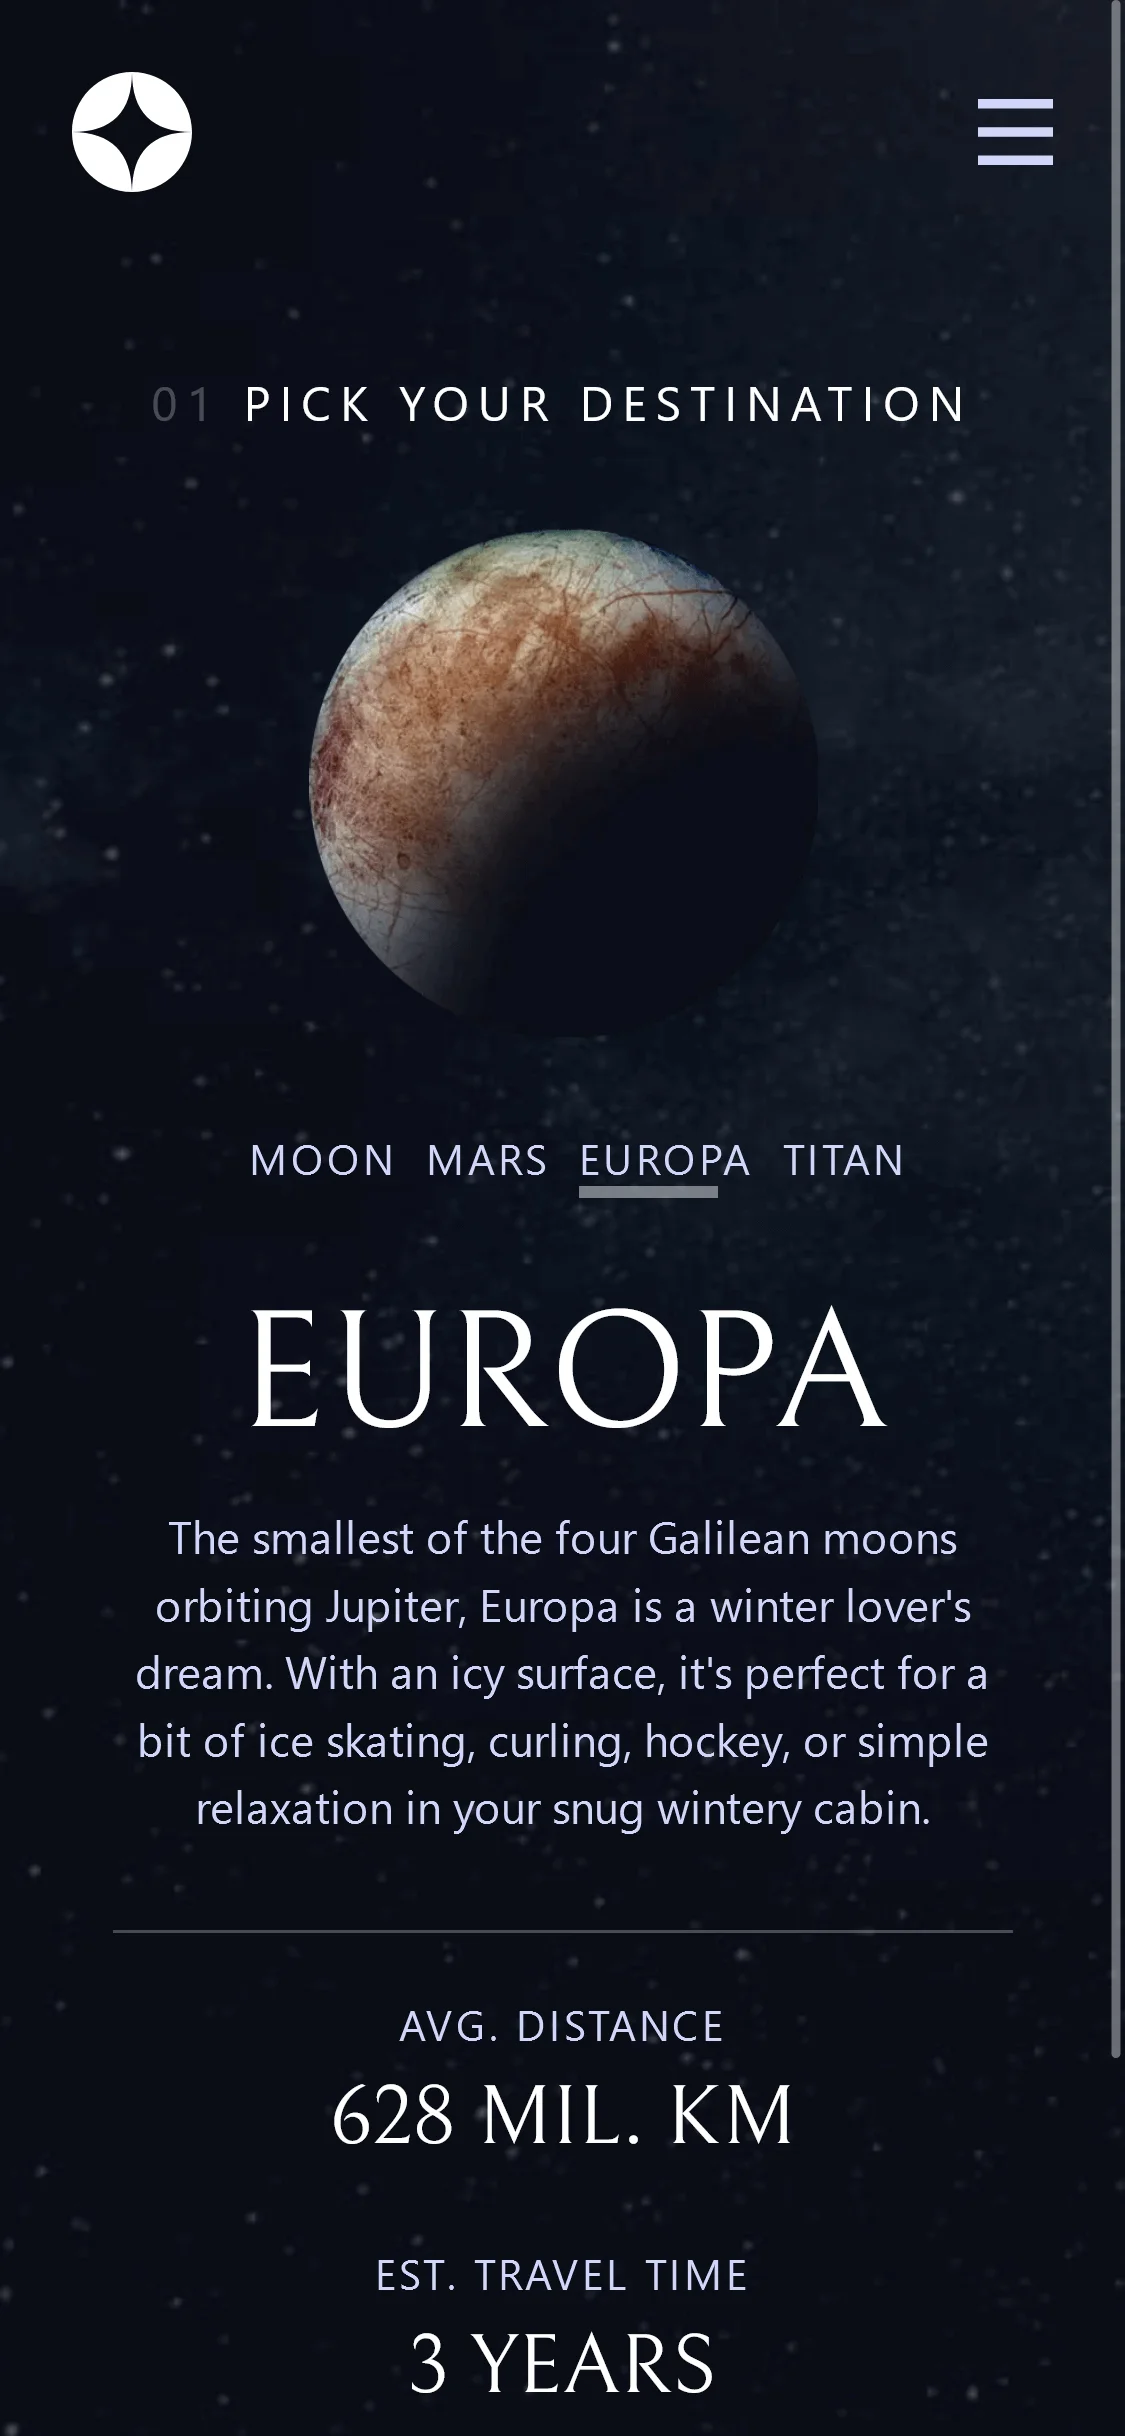 01 PICK YOUR DESTINATION
MOON MARS EUROPA TITAN
EUROPA
The smallest of the four Galilean moons
orbiting Jupiter, Europa is a winter lover's
dream. With an icy surface, it's perfect for a
bit of ice skating, curling, hockey, or simple
relaxation in your snug wintery cabin.
AVG. DISTANCE
628 MIL. KM
EST. TRAVEL TIME
3 YEARS